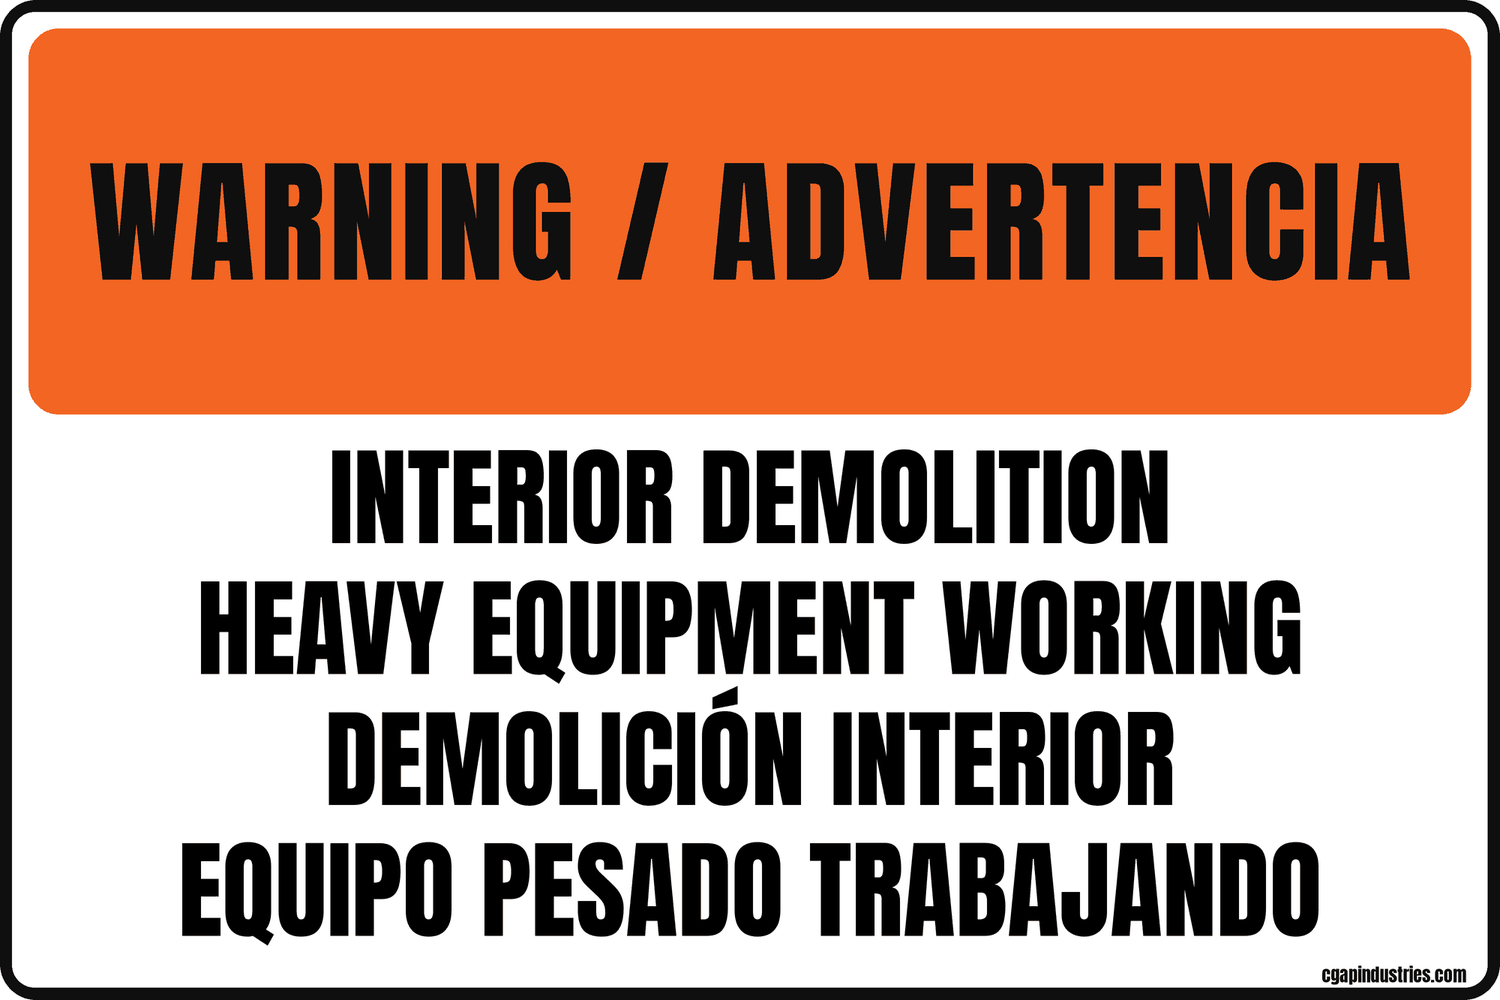 WARNING / ADVERTENCIA
INTERIOR DEMOLITION
HEAVY EQUIPMENT WORKING
DEMOLICIÓN INTERIOR
EQUIPO PESADO TRABAJANDO
cgapindustries.com